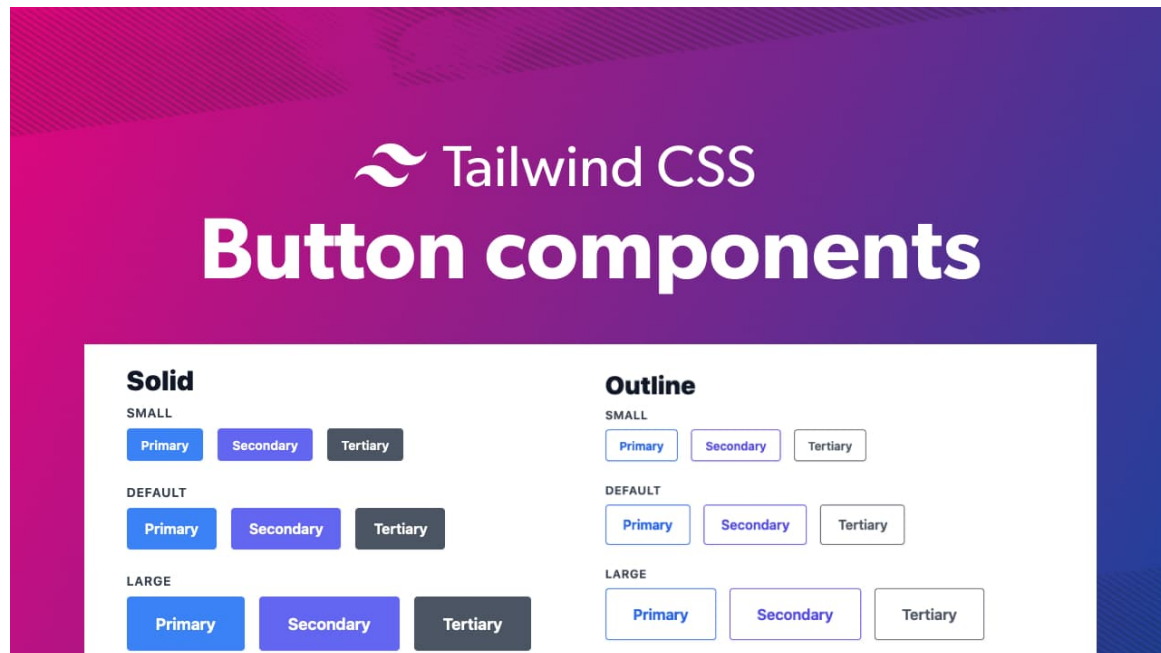 Tailwind CSS
Button components
Solid
SMALL
Primary Secondary Tertiary
DEFAULT
Primary Secondary Tertiary
LARGE
Primary Secondary Tertiary
Outline
SMALL
Primary Secondary Tertiary
DEFAULT
Primary Secondary Tertiary
LARGE
Primary Secondary Tertiary